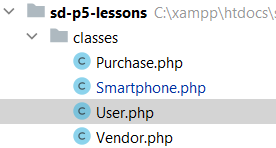 sd-p5-lessons C:\xampp\htdocs\
classes
Purchase.php
Smartphone.php
User.php
Vendor.php